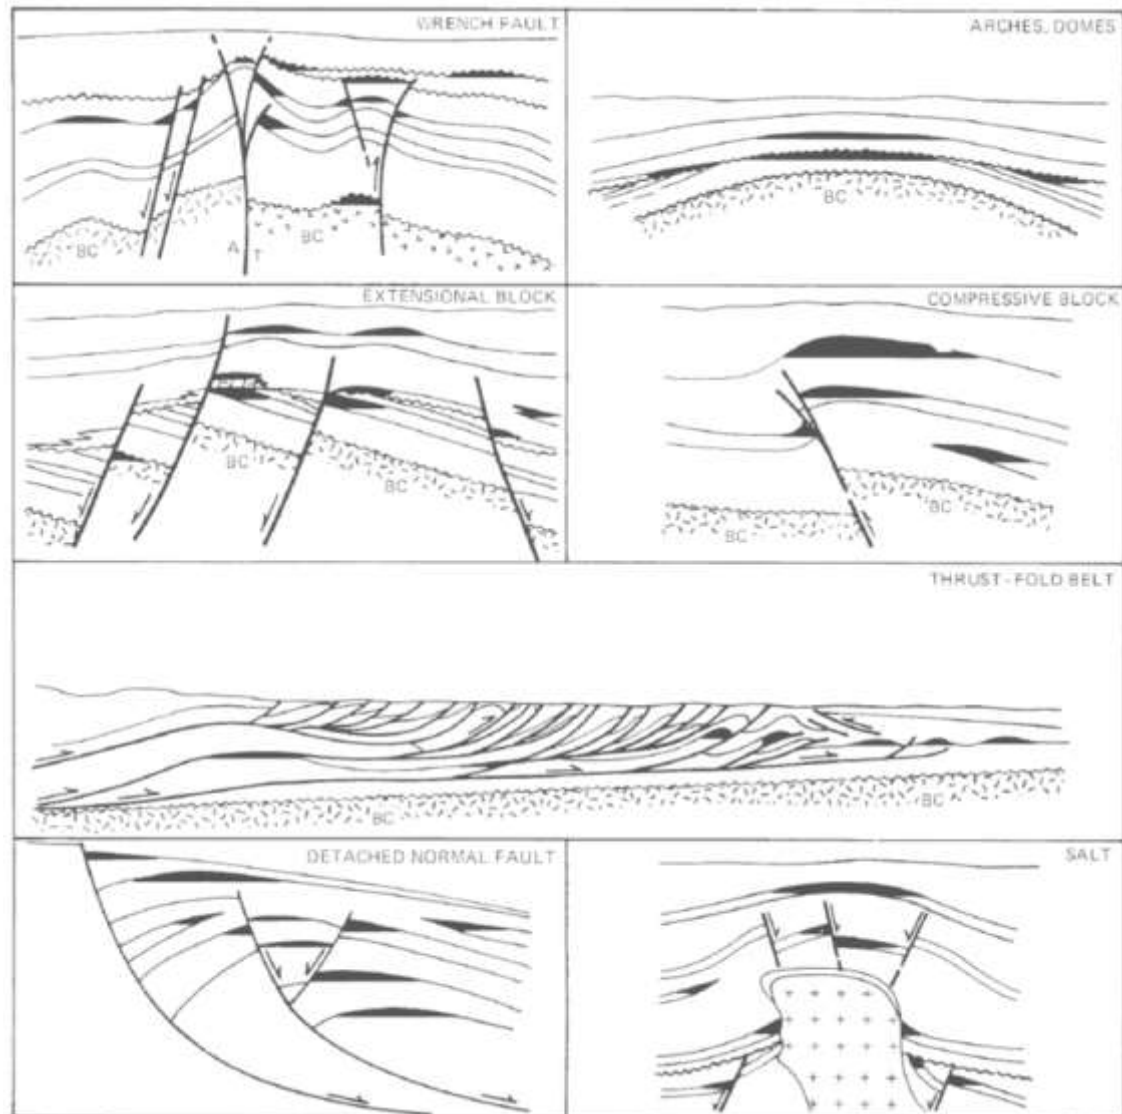 WRENCH FAULT
BC
A T
BC
ARCHES, DOMES
BC
EXTENSIONAL BLOCK
BC
BC
COMPRESSIVE BLOCK
BC
BC
THRUST - FOLD BELT
BC
BC
DETACHED NORMAL FAULT
SALT